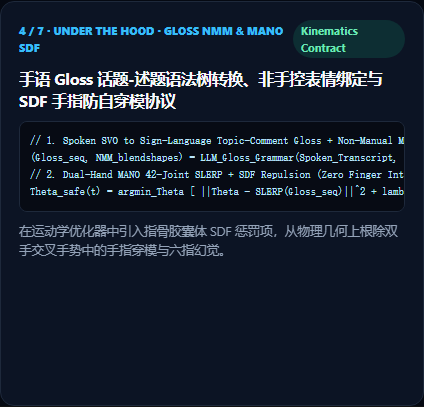 4 / 7 · UNDER THE HOOD · GLOSS NMM & MANO
SDF
Kinematics
Contract
手语 Gloss 话题-述题语法树转换、非手控表情绑定与
SDF 手指防自穿模协议
// 1. Spoken SVO to Sign-Language Topic-Comment Gloss + Non-Manual M
(Gloss_seq, NMM_blendshapes) = LLM_Gloss_Grammar(Spoken_Transcript,
// 2. Dual-Hand MANO 42-Joint SLERP + SDF Repulsion (Zero Finger Int
Theta_safe(t) = argmin_Theta [ ||Theta - SLERP(Gloss_seq)||^2 + lamb
在运动学优化器中引入指骨胶囊体 SDF 惩罚项，从物理几何上根除双
手交叉手势中的手指穿模与六指幻觉。